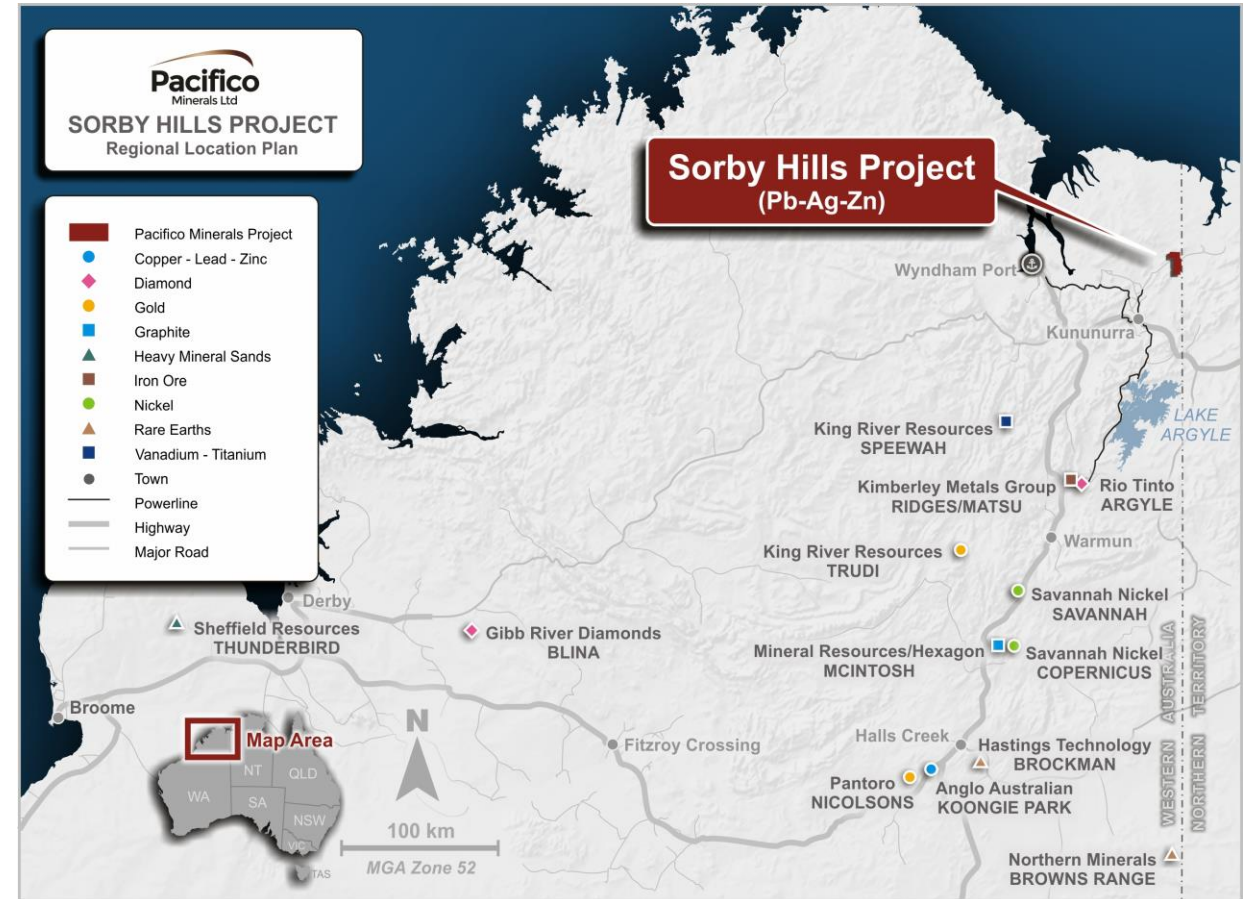 Pacifico
Minerals Ltd
SORBY HILLS PROJECT
Regional Location Plan
Pacifico Minerals Project
Copper - Lead - Zinc
Diamond
Gold
Graphite
Heavy Mineral Sands
Iron Ore
Nickel
Rare Earths
Vanadium - Titanium
Town
Powerline
Highway
Major Road
Sorby Hills Project
(Pb-Ag-Zn)
Wyndham Port
Kununurra
LAKE
ARGYLE
King River Resources
SPEEWAH
Kimberley Metals Group
RIDGES/MATSU
Rio Tinto
ARGYLE
Warmun
King River Resources
TRUDI
Savannah Nickel
SAVANNAH
Derby
Sheffield Resources
THUNDERBIRD
Gibb River Diamonds
BLINA
Mineral Resources/Hexagon
MCINTOSH
Savannah Nickel
COPERNICUS
WESTERN AUSTRALIA
NORTHERN TERRITORY
Broome
Fitzroy Crossing
Halls Creek
Hastings Technology
BROCKMAN
Pantoro
NICOLSONS
Anglo Australian
KOONGIE PARK
Northern Minerals
BROWNS RANGE
Map Area
WA
NT
QLD
SA
NSW
VIC
TAS
N
100 km
MGA Zone 52